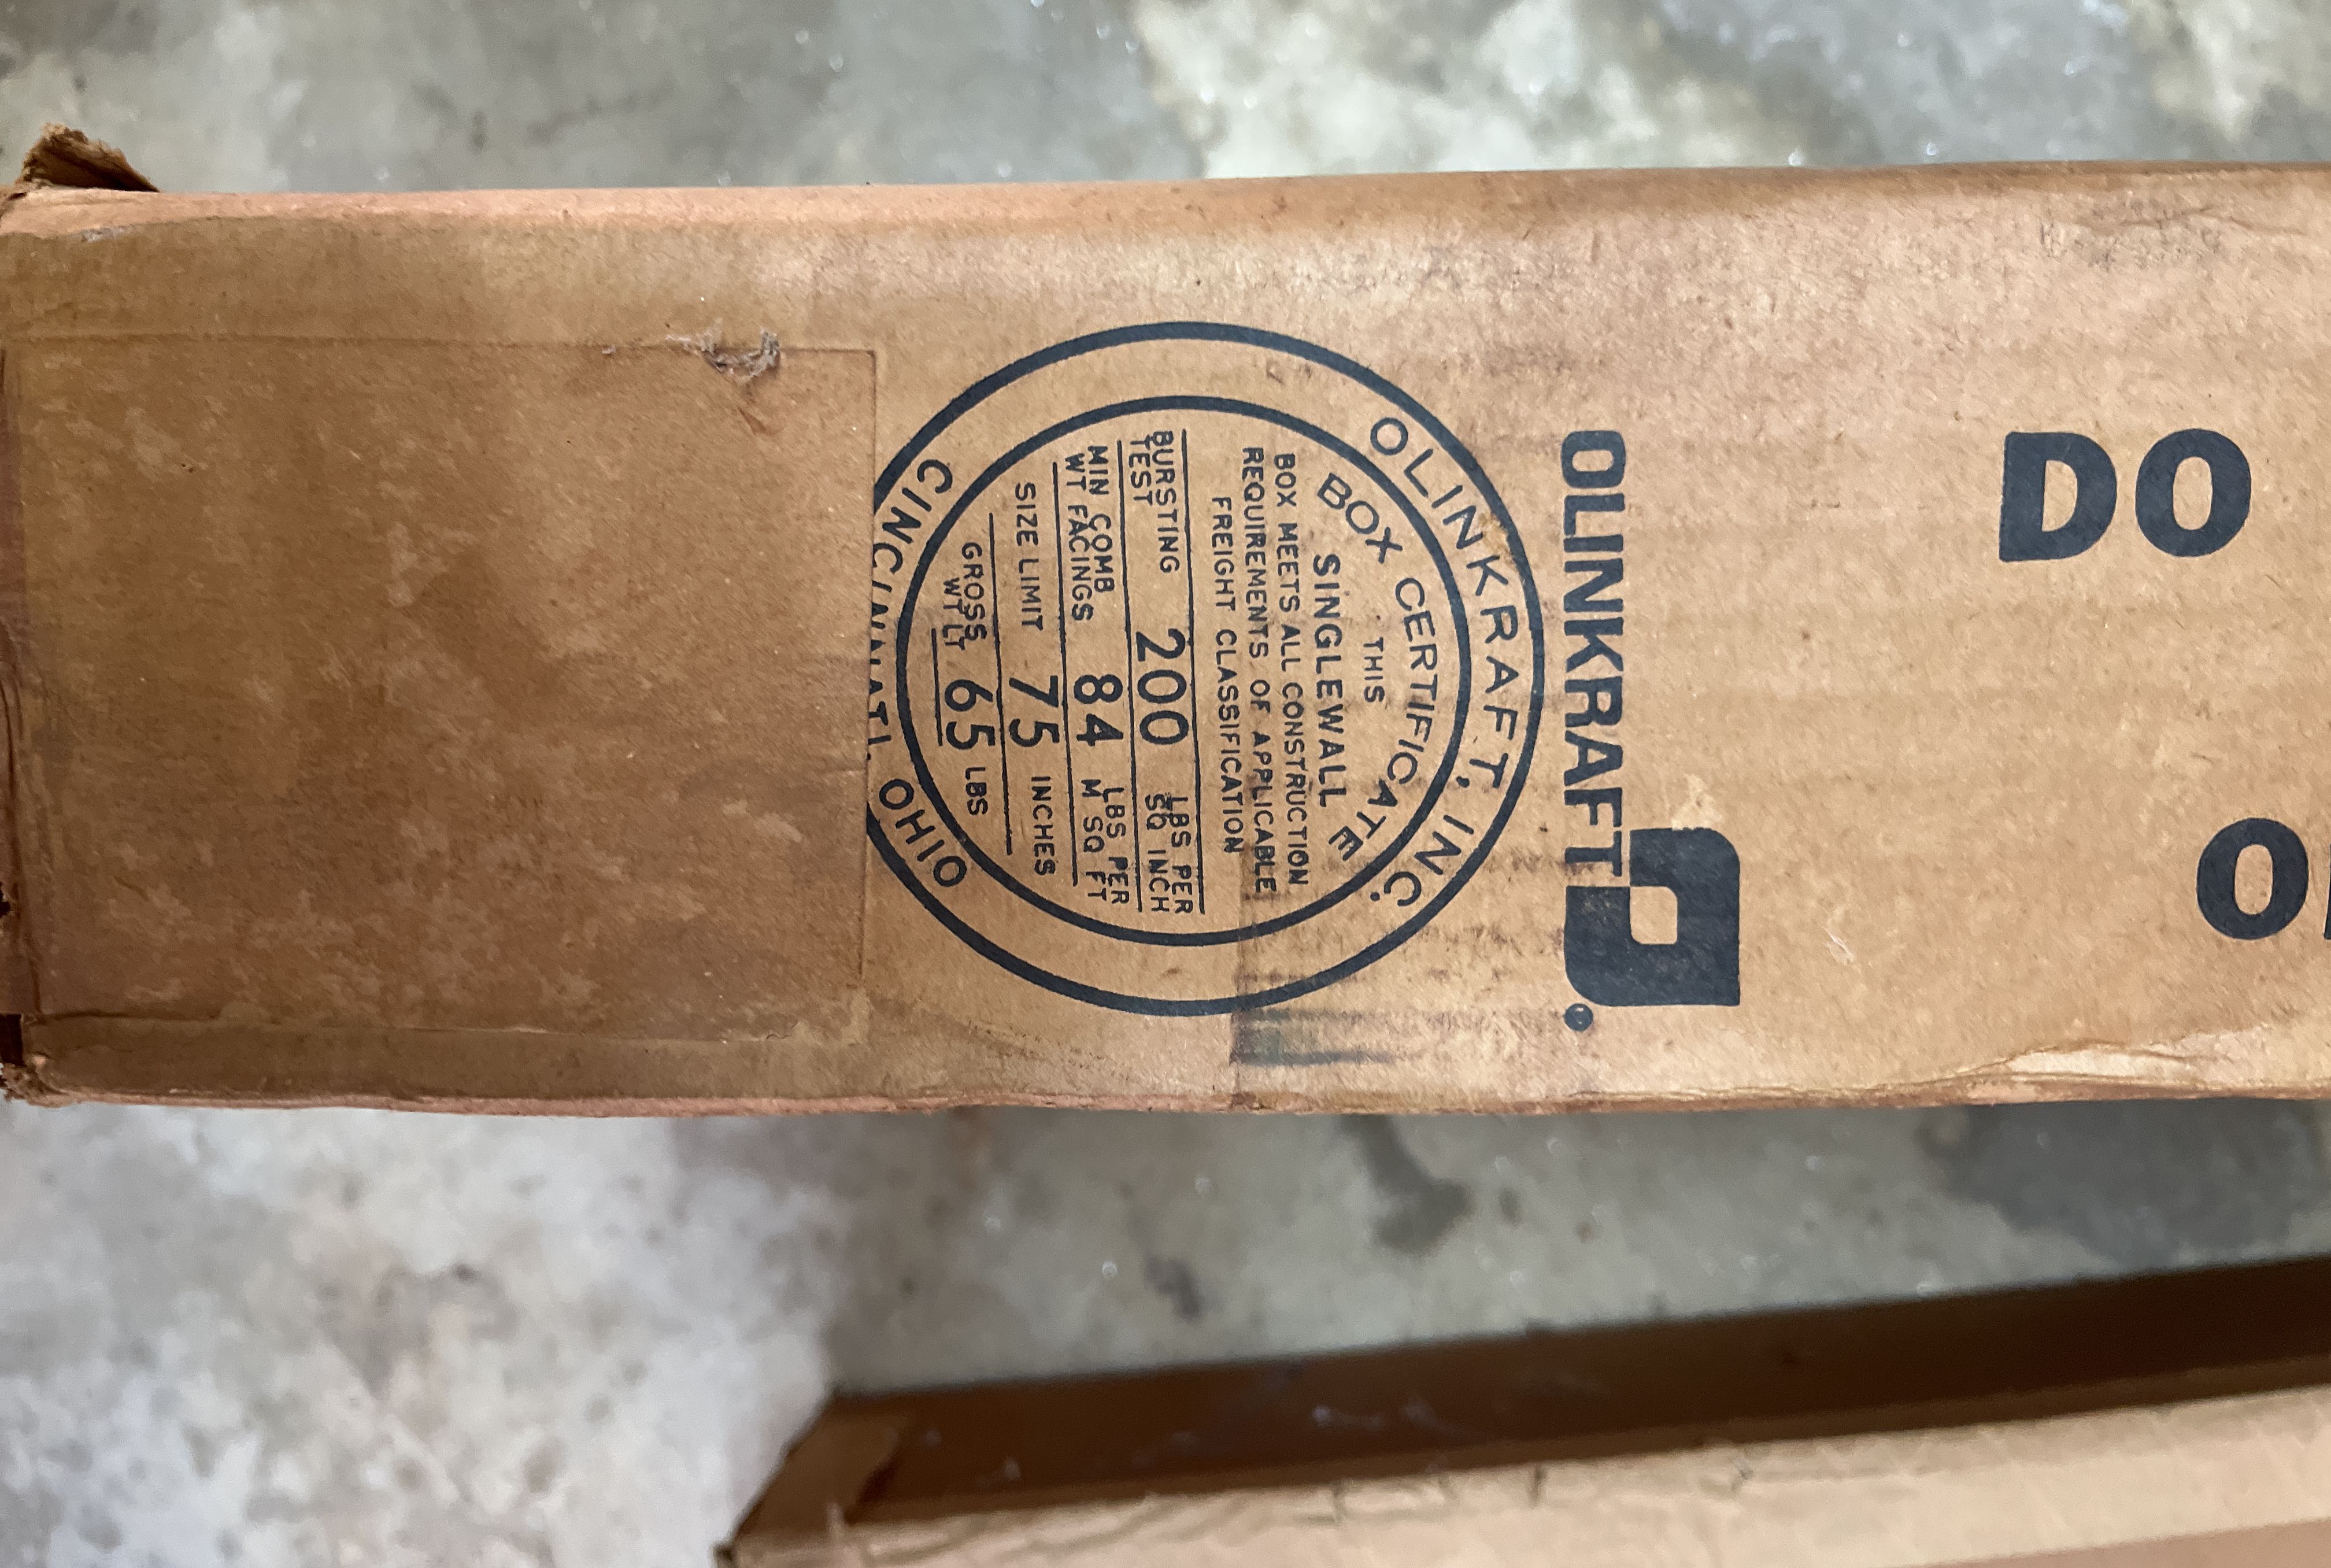 DO
O
OLINKRAFT
®
OLINKRAFT, INC.
BOX CERTIFICATE
THIS
SINGLEWALL
BOX MEETS ALL CONSTRUCTION
REQUIREMENTS OF APPLICABLE
FREIGHT CLASSIFICATION
BURSTING TEST 200 LBS PER SQ INCH
MIN COMB WT FACINGS 84 LBS PER M SQ FT
SIZE LIMIT 75 INCHES
GROSS WT LT 65 LBS
CINCINNATI, OHIO